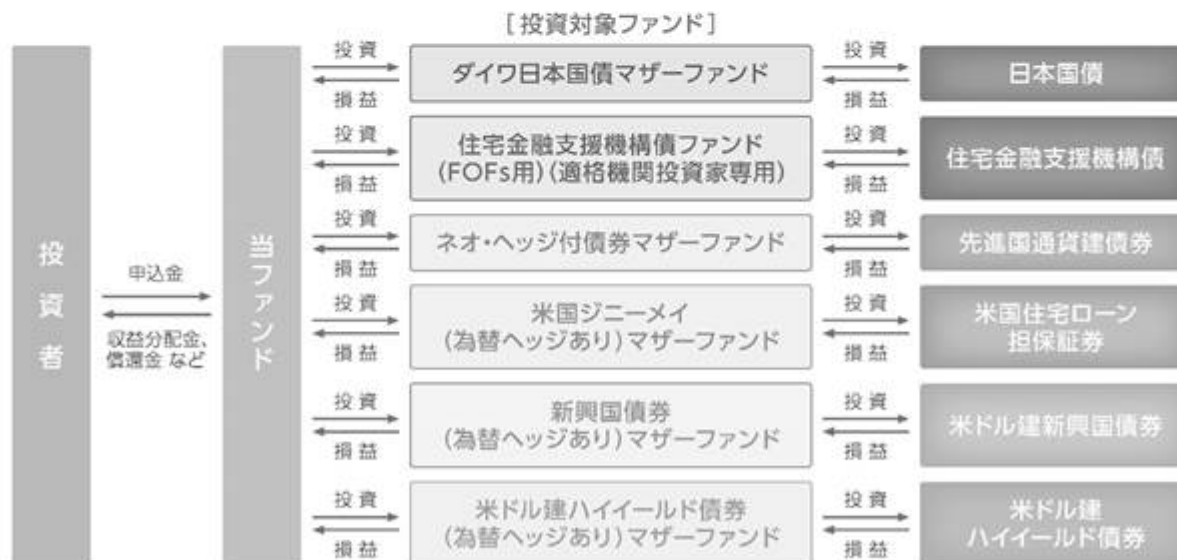 [投資対象ファンド]
投資者
申込金
収益分配金、
償還金 など
当ファンド
投資
損益
ダイワ日本国債マザーファンド
投資
損益
日本国債
投資
損益
住宅金融支援機構債ファンド
(FOFs用)(適格機関投資家専用)
投資
損益
住宅金融支援機構債
投資
損益
ネオ・ヘッジ付債券マザーファンド
投資
損益
先進国通貨建債券
投資
損益
米国ジニーメイ
(為替ヘッジあり)マザーファンド
投資
損益
米国住宅ローン
担保証券
投資
損益
新興国債券
(為替ヘッジあり)マザーファンド
投資
損益
米ドル建新興国債券
投資
損益
米ドル建ハイイールド債券
(為替ヘッジあり)マザーファンド
投資
損益
米ドル建
ハイイールド債券